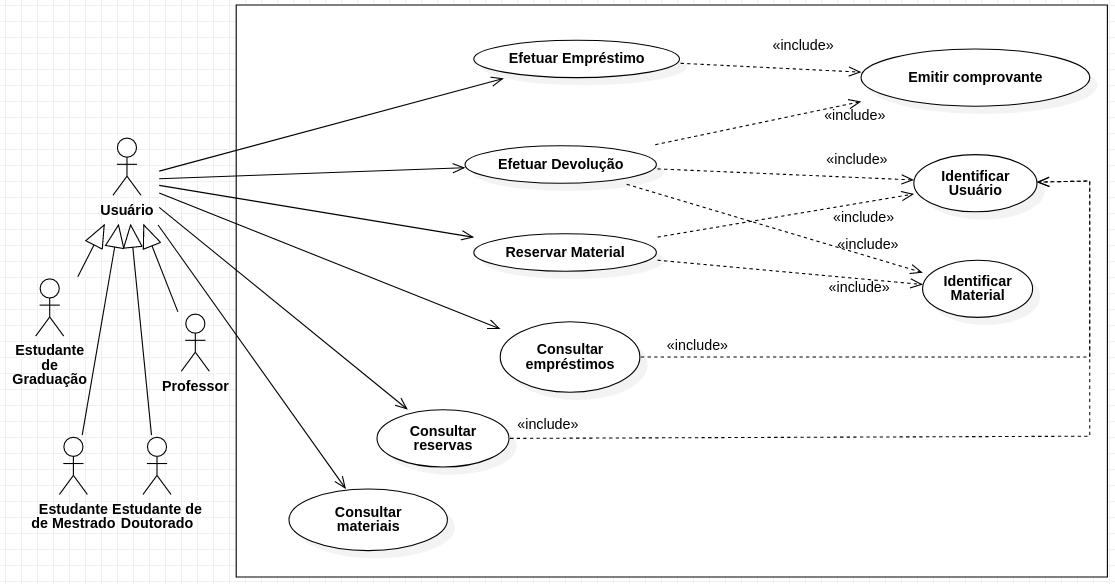 «include»
Efetuar Empréstimo
Emitir comprovante
«include»
«include»
Efetuar Devolução
Identificar
Usuário
Usuário
«include»
«include»
Reservar Material
Identificar
Material
«include»
Estudante
de
Graduação
Professor
Consultar
empréstimos
«include»
Consultar
reservas
«include»
Estudante
de Mestrado
Estudante de
Doutorado
Consultar
materiais